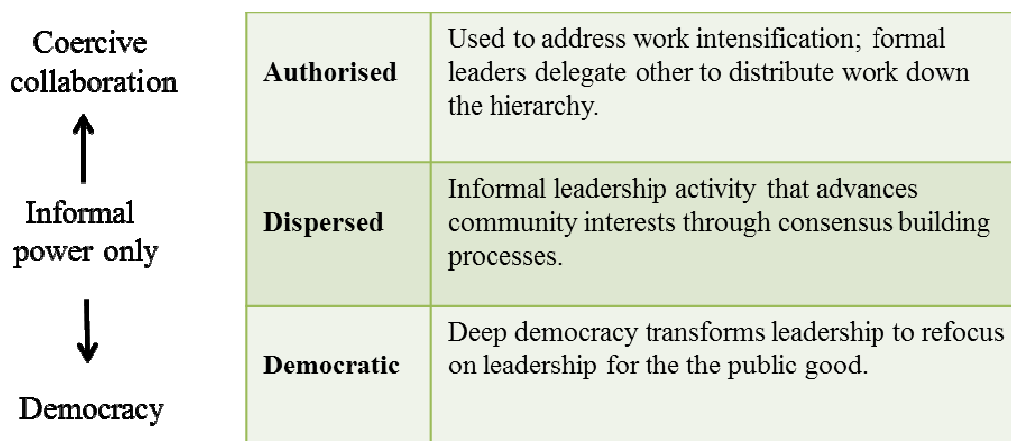 Coercive
collaboration
Informal
power only
Democracy
Authorised
Used to address work intensification; formal
leaders delegate other to distribute work down
the hierarchy.
Dispersed
Informal leadership activity that advances
community interests through consensus building
processes.
Democratic
Deep democracy transforms leadership to refocus
on leadership for the the public good.